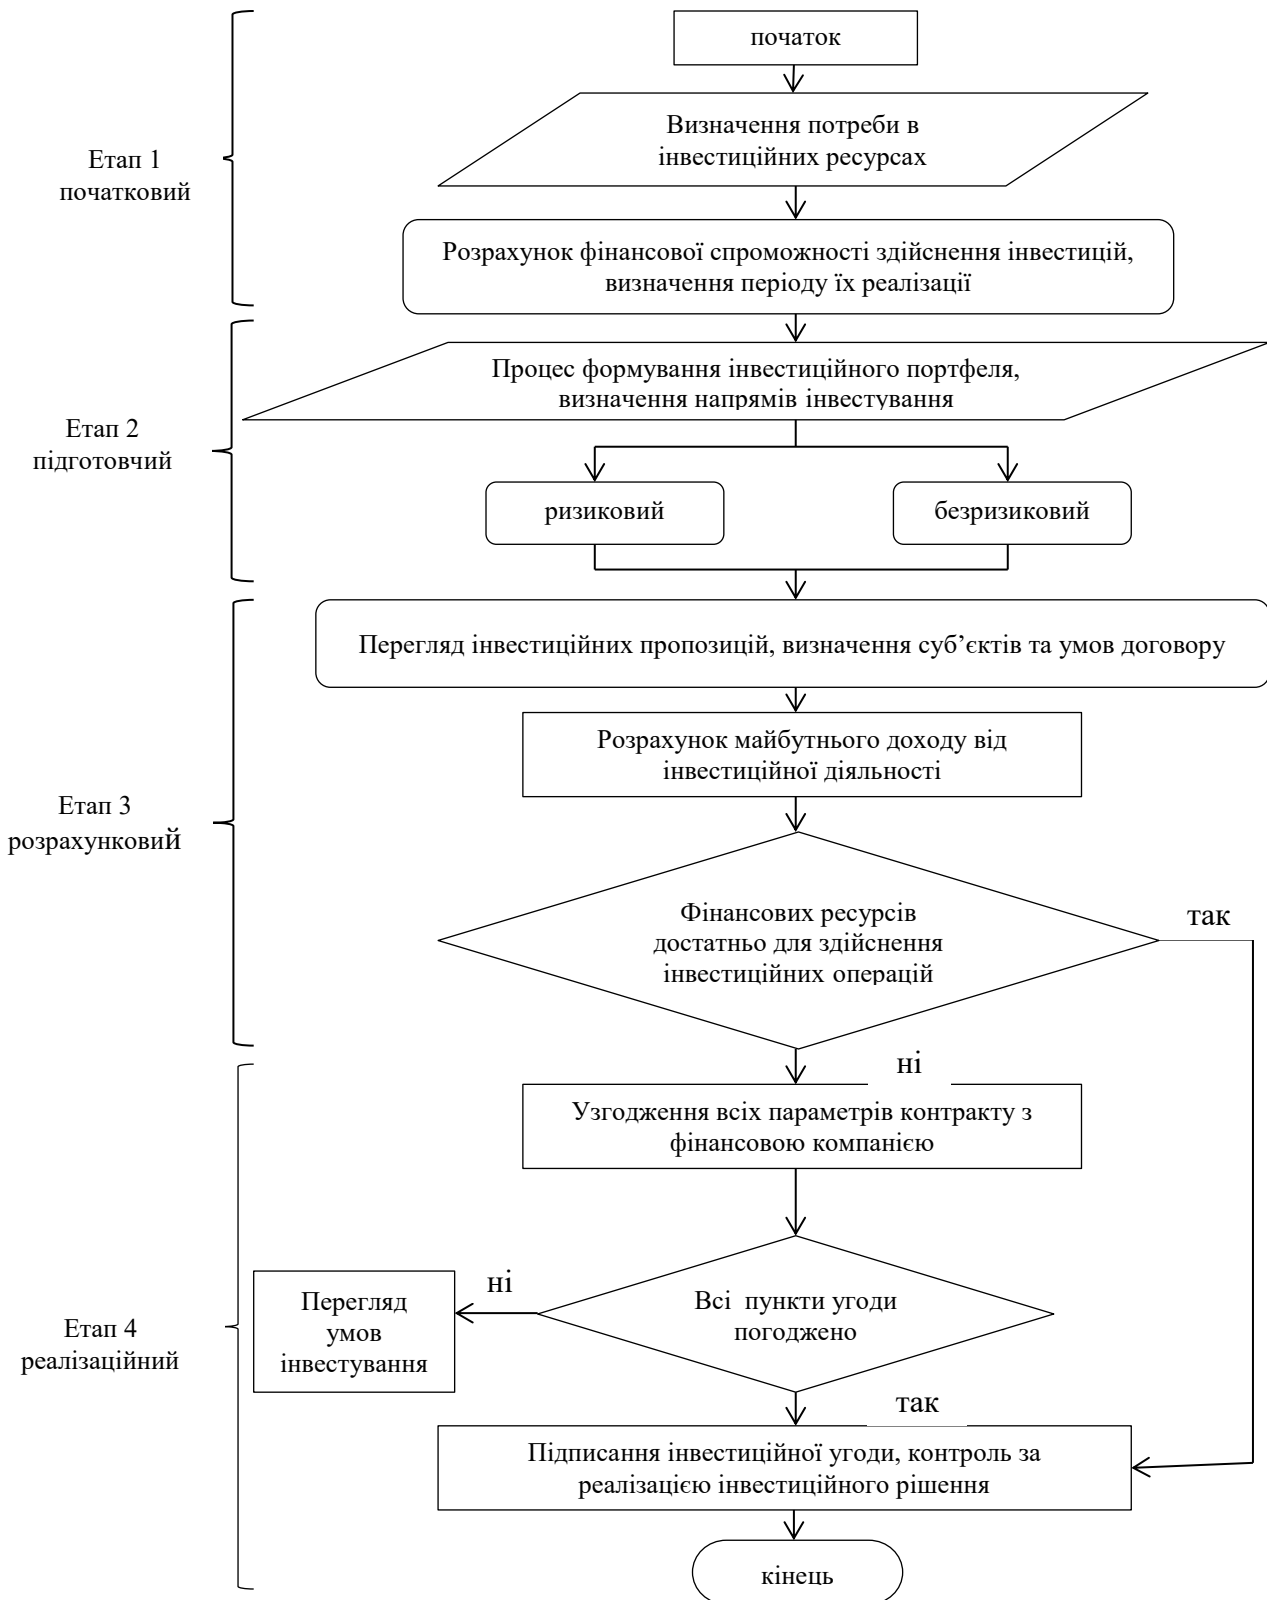 початок
Визначення потреби в
інвестиційних ресурсах
Етап 1
початковий
Розрахунок фінансової спроможності здійснення інвестицій,
визначення періоду їх реалізації
Процес формування інвестиційного портфеля,
визначення напрямів інвестування
Етап 2
підготовчий
ризиковий
безризиковий
Перегляд інвестиційних пропозицій, визначення суб’єктів та умов договору
Розрахунок майбутнього доходу від
інвестиційної діяльності
Етап 3
розрахунковий
Фінансових ресурсів
достатньо для здійснення
інвестиційних операцій
так
ні
Узгодження всіх параметрів контракту з
фінансовою компанією
Етап 4
реалізаційний
Перегляд
умов
інвестування
ні
Всі пункти угоди
погоджено
так
Підписання інвестиційної угоди, контроль за
реалізацією інвестиційного рішення
кінець